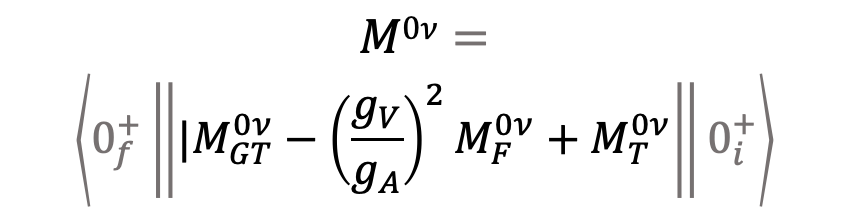 M^{0ν} =
⟨0_f^+ ‖|M_{GT}^{0ν} − (g_V/g_A)^2 M_F^{0ν} + M_T^{0ν}‖ 0_i^+⟩